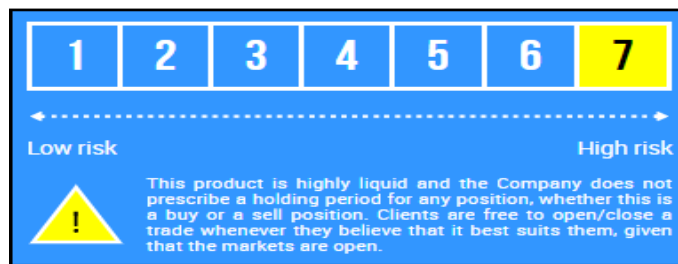 1 2 3 4 5 6 7
Low risk High risk
This product is highly liquid and the Company does not
prescribe a holding period for any position, whether this is
a buy or a sell position. Clients are free to open/close a
trade whenever they believe that it best suits them, given
that the markets are open.
!